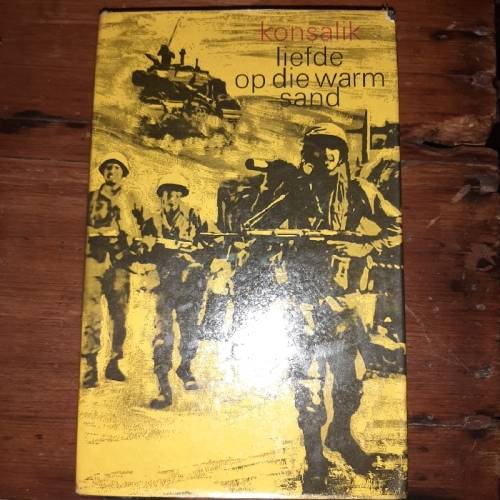 konsalik
liefde
op die warm
sand